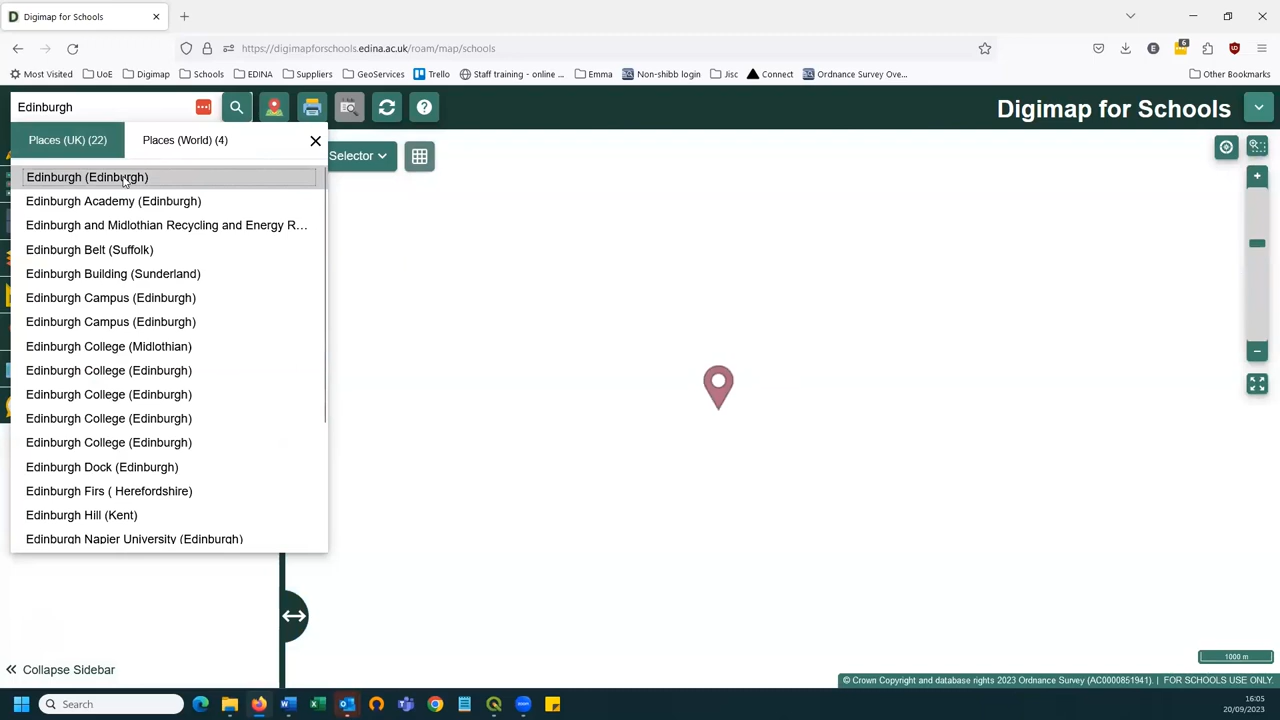 Digimap for Schools
https://digimapforschools.edina.ac.uk/roam/map/schools
6
Most Visited
UoE
Digimap
Schools
EDINA
Suppliers
GeoServices
Trello
Staff training - online ...
Emma
Non-shibb login
Jisc
Connect
Ordnance Survey Ove...
Other Bookmarks
Edinburgh
Digimap for Schools
Places (UK) (22)
Places (World) (4)
Selector
Edinburgh (Edinburgh)
Edinburgh Academy (Edinburgh)
Edinburgh and Midlothian Recycling and Energy R...
Edinburgh Belt (Suffolk)
Edinburgh Building (Sunderland)
Edinburgh Campus (Edinburgh)
Edinburgh Campus (Edinburgh)
Edinburgh College (Midlothian)
Edinburgh College (Edinburgh)
Edinburgh College (Edinburgh)
Edinburgh College (Edinburgh)
Edinburgh College (Edinburgh)
Edinburgh Dock (Edinburgh)
Edinburgh Firs ( Herefordshire)
Edinburgh Hill (Kent)
Edinburgh Napier University (Edinburgh)
1000 m
Collapse Sidebar
© Crown Copyright and database rights 2023 Ordnance Survey (AC0000851941). | FOR SCHOOLS USE ONLY.
Search
16:05
20/09/2023